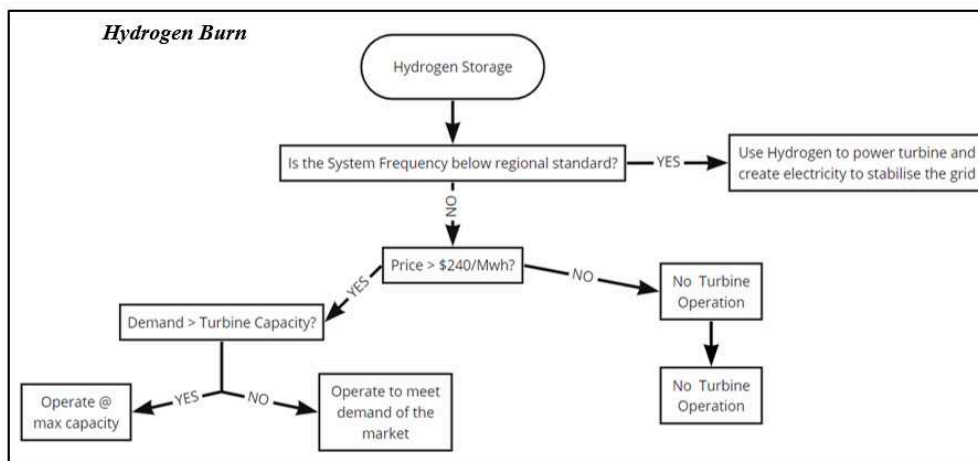 Hydrogen Burn
Hydrogen Storage
Is the System Frequency below regional standard?
YES
Use Hydrogen to power turbine and
create electricity to stabilise the grid
NO
Price > $240/Mwh?
YES
NO
No Turbine
Operation
Demand > Turbine Capacity?
No Turbine
Operation
YES
NO
Operate @
max capacity
Operate to meet
demand of the
market